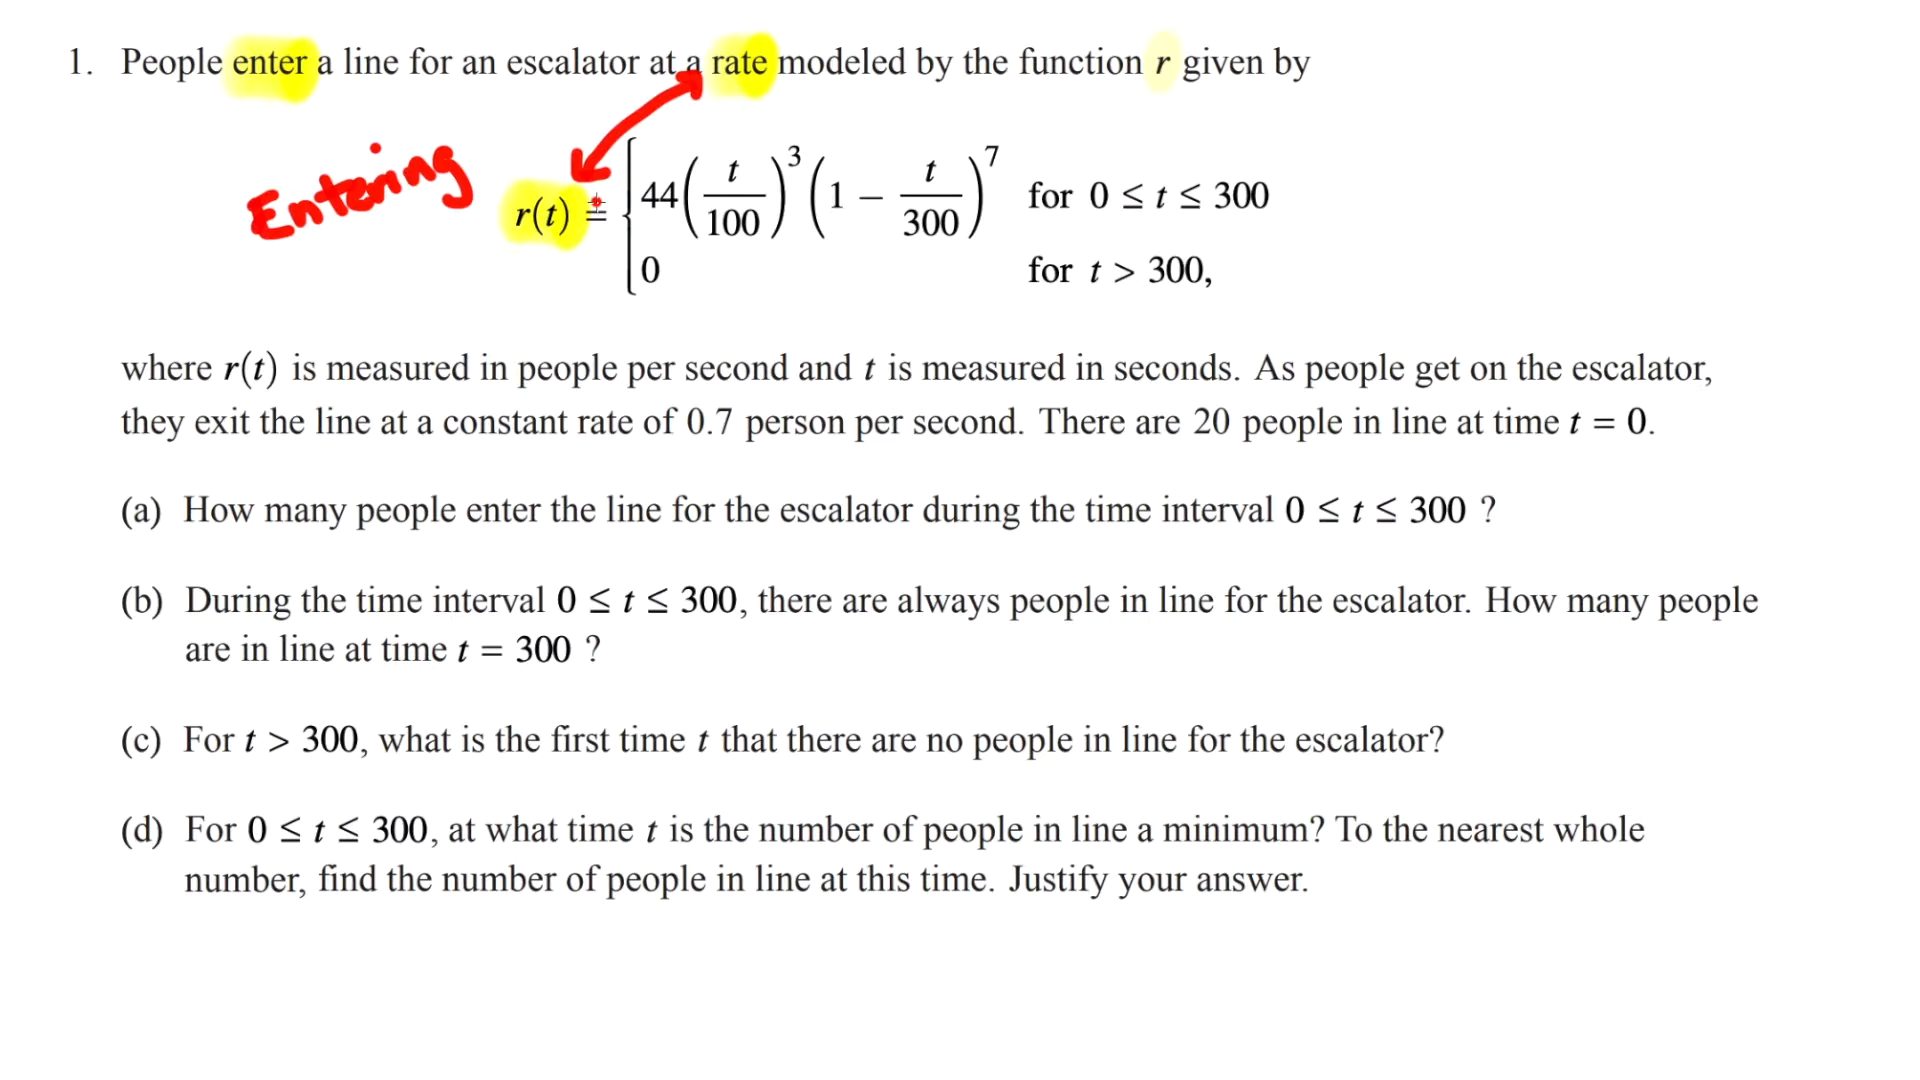 1. People enter a line for an escalator at a rate modeled by the function r given by
Entering
r(t) = { 44(t/100)^3 (1 − t/300)^7 for 0 ≤ t ≤ 300
0 for t > 300,
where r(t) is measured in people per second and t is measured in seconds. As people get on the escalator,
they exit the line at a constant rate of 0.7 person per second. There are 20 people in line at time t = 0.
(a) How many people enter the line for the escalator during the time interval 0 ≤ t ≤ 300 ?
(b) During the time interval 0 ≤ t ≤ 300, there are always people in line for the escalator. How many people
are in line at time t = 300 ?
(c) For t > 300, what is the first time t that there are no people in line for the escalator?
(d) For 0 ≤ t ≤ 300, at what time t is the number of people in line a minimum? To the nearest whole
number, find the number of people in line at this time. Justify your answer.